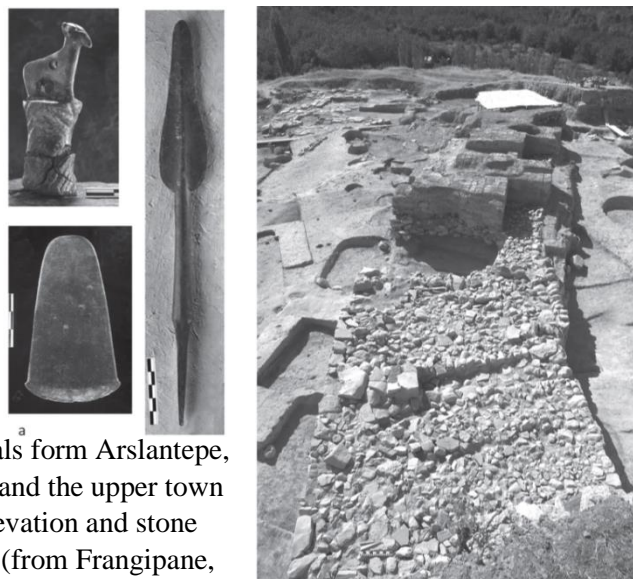 a
als form Arslantepe,
and the upper town
evation and stone
(from Frangipane,